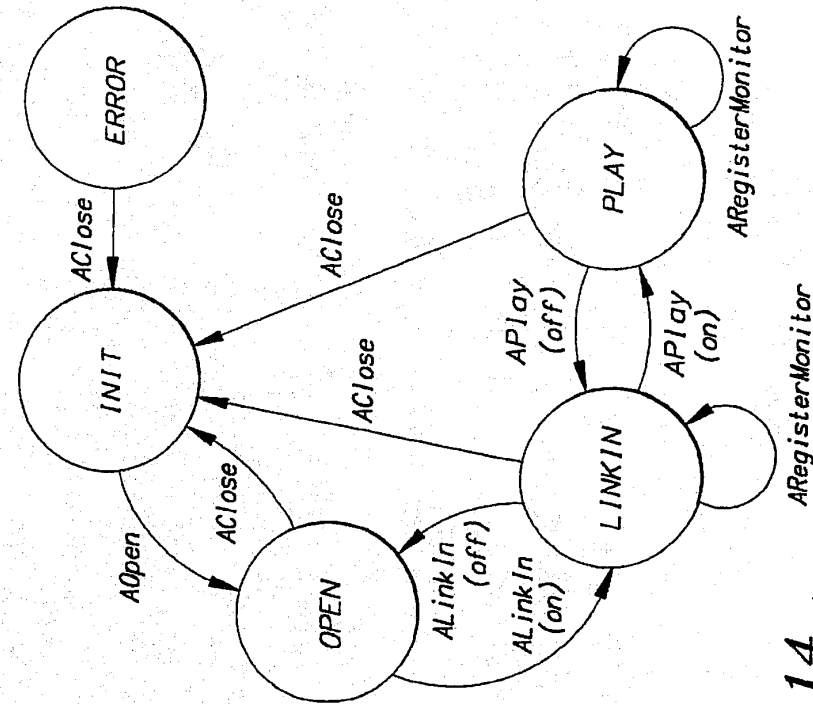 ERROR
AClose
INIT
AClose
AClose
AOpen
AClose
OPEN
ALinkIn
(off)
ALinkIn
(on)
LINKIN
ARegisterMonitor
APlay
(off)
APlay
(on)
PLAY
ARegisterMonitor
14